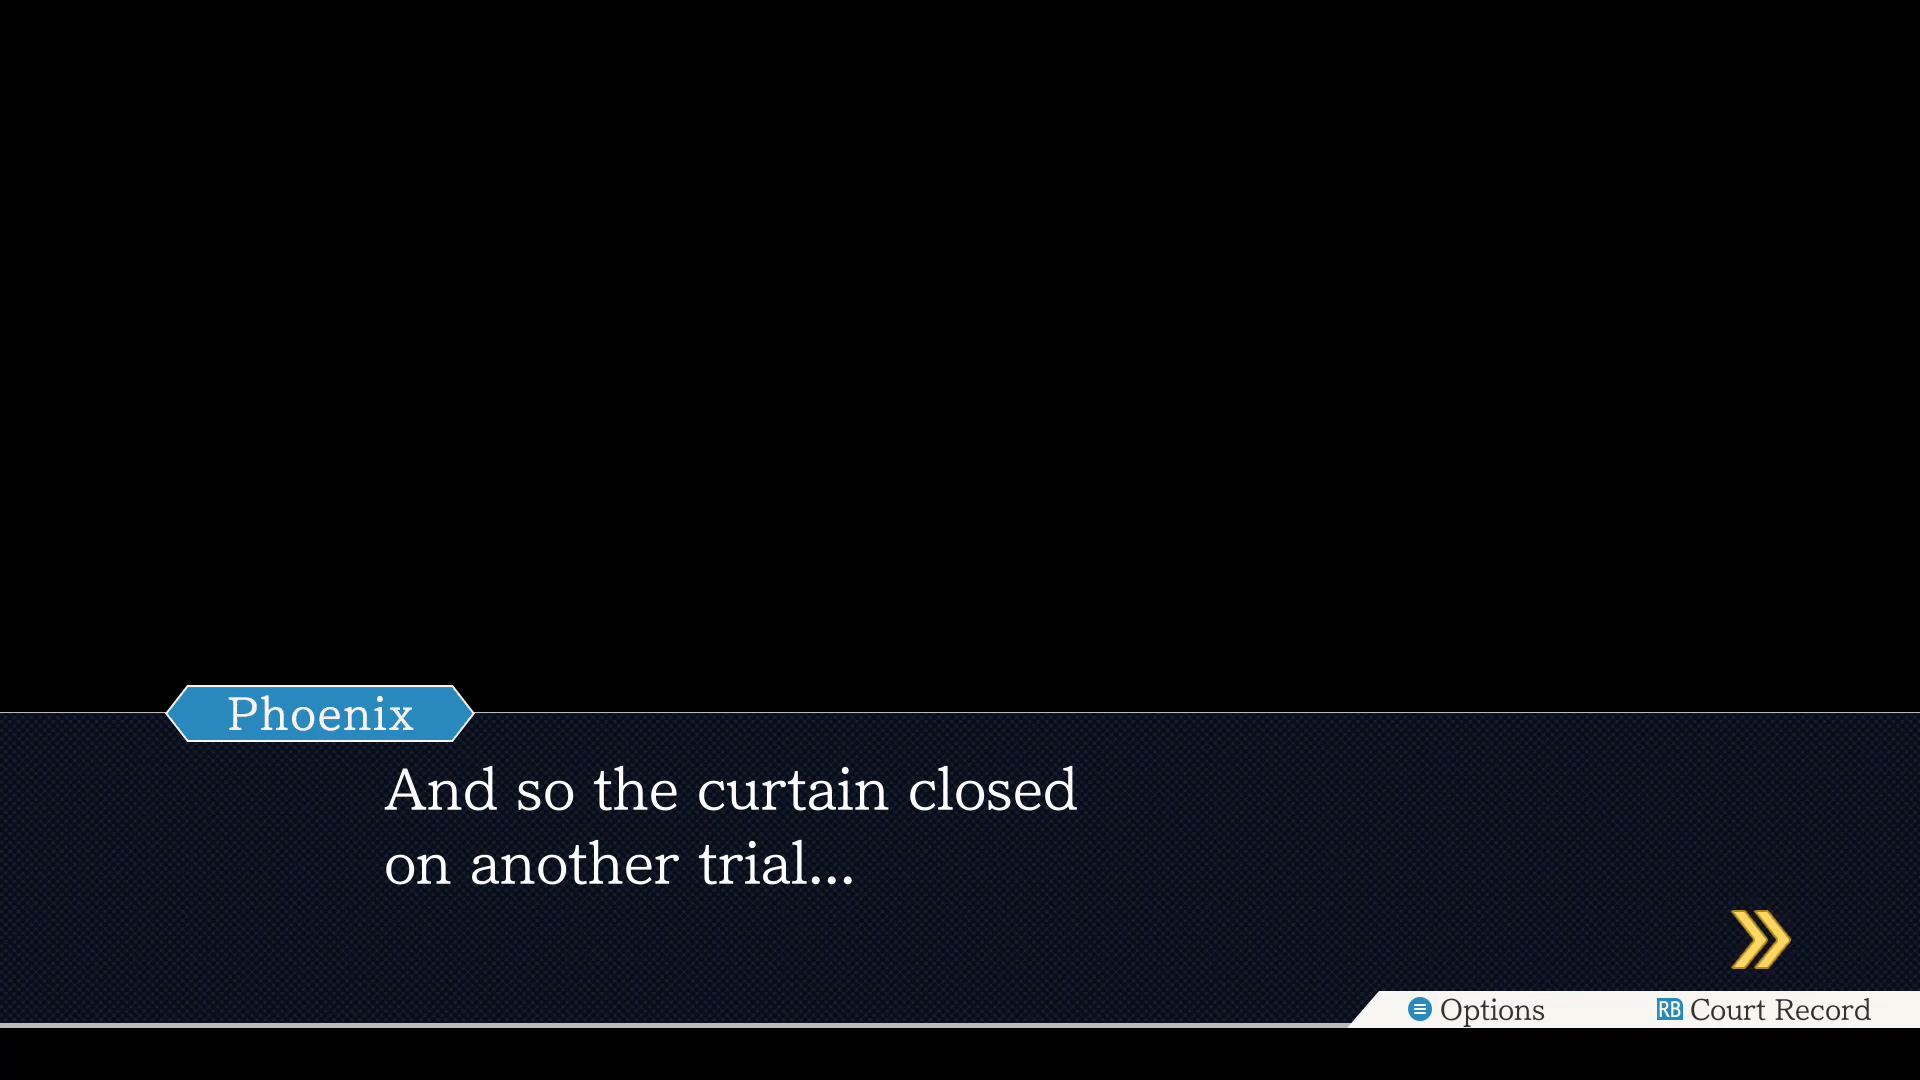 Phoenix
And so the curtain closed
on another trial...
Options
RB Court Record